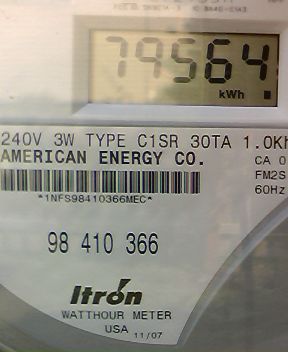 79564
kWh
240V 3W TYPE C1SR 30TA 1.0Kh
AMERICAN ENERGY CO.
CA 0
FM2S
60Hz
*1NFS98410366MEC*
98 410 366
Itron
WATTHOUR METER
USA 11/07